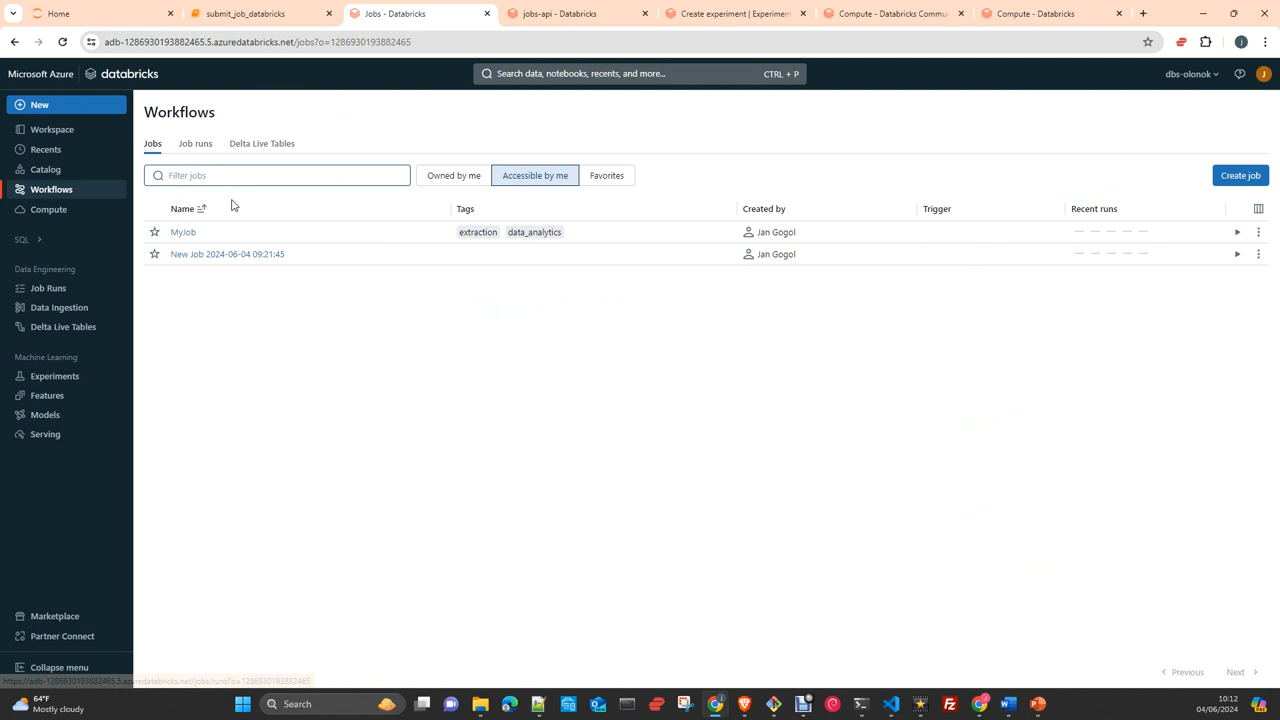 Home
submit_job_databricks
Jobs - Databricks
jobs-api - Databricks
Create experiment | Experiment
Compute - Databricks Commu
Compute - Databricks
adb-1286930193882465.5.azuredatabricks.net/jobs?o=1286930193882465
Microsoft Azure databricks
Search data, notebooks, recents, and more... CTRL + P
dbs-olonok
J
New
Workspace
Recents
Catalog
Workflows
Compute
SQL
Data Engineering
Job Runs
Data Ingestion
Delta Live Tables
Machine Learning
Experiments
Features
Models
Serving
Marketplace
Partner Connect
Collapse menu
Workflows
Jobs Job runs Delta Live Tables
Filter jobs Owned by me Accessible by me Favorites Create job
Name Tags Created by Trigger Recent runs
MyJob extraction data_analytics Jan Gogol
New Job 2024-06-04 09:21:45 Jan Gogol
Previous Next
https://adb-1286930193882465.5.azuredatabricks.net/jobs/runs?o=1286930193882465
64°F
Mostly cloudy
Search
10:12
04/06/2024